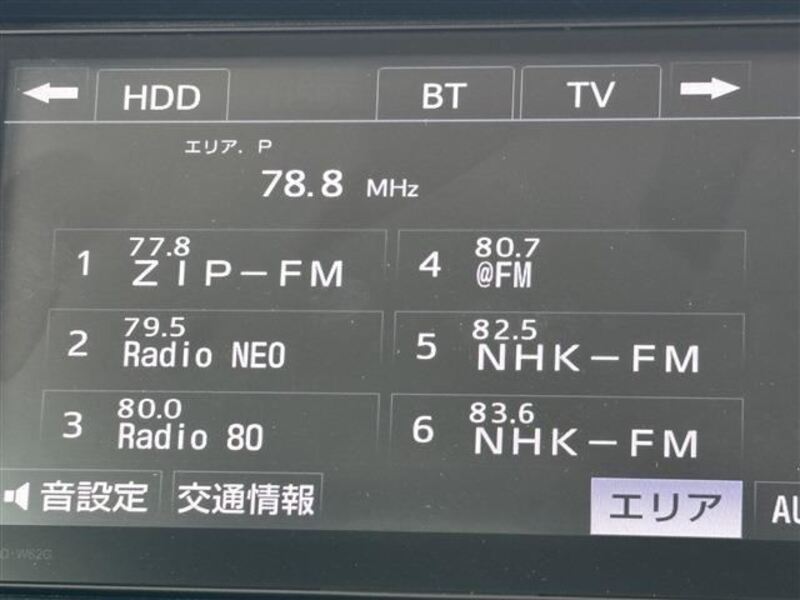 HDD BT TV
エリア. P
78.8 MHz
1 77.8 ZIP-FM
4 80.7 @FM
2 79.5 Radio NEO
5 82.5 NHK-FM
3 80.0 Radio 80
6 83.6 NHK-FM
音設定 交通情報 エリア AU